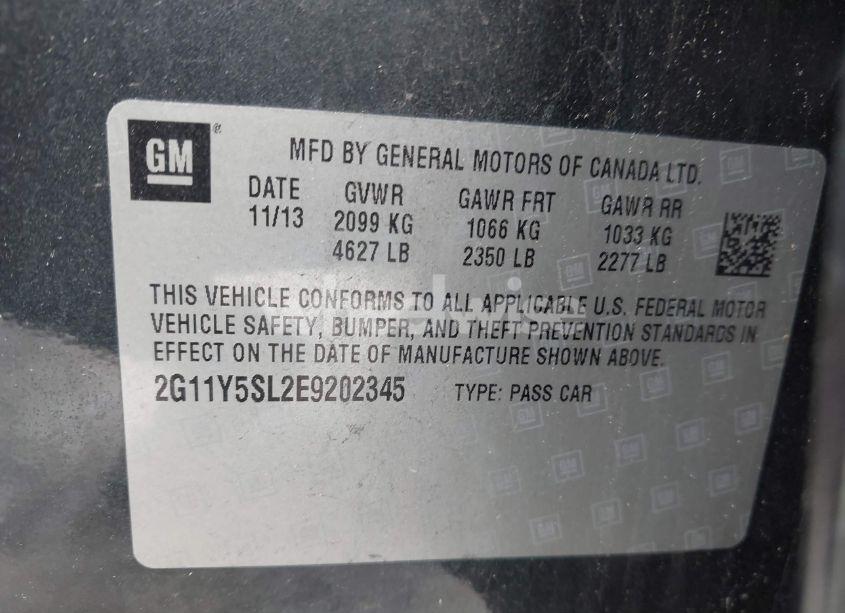 GM
MFD BY GENERAL MOTORS OF CANADA LTD.
DATE GVWR GAWR FRT GAWR RR
11/13 2099 KG 1066 KG 1033 KG
4627 LB 2350 LB 2277 LB
THIS VEHICLE CONFORMS TO ALL APPLICABLE U.S. FEDERAL MOTOR
VEHICLE SAFETY, BUMPER, AND THEFT PREVENTION STANDARDS IN
EFFECT ON THE DATE OF MANUFACTURE SHOWN ABOVE.
2G11Y5SL2E9202345 TYPE: PASS CAR